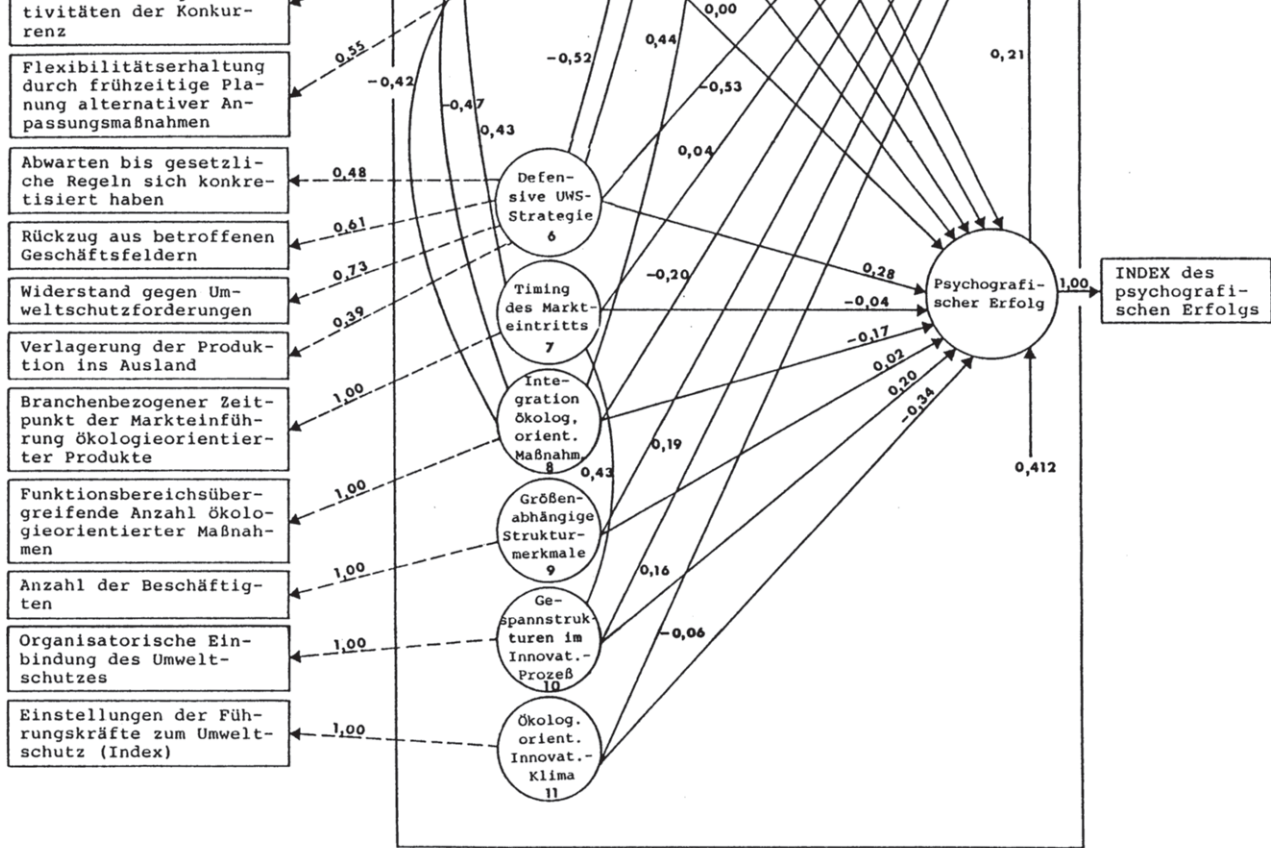 tivitäten der Konkur-
renz
Flexibilitätserhaltung
durch frühzeitige Pla-
nung alternativer An-
passungsmaßnahmen
Abwarten bis gesetzli-
che Regeln sich konkre-
tisiert haben
Rückzug aus betroffenen
Geschäftsfeldern
Widerstand gegen Um-
weltschutzforderungen
Verlagerung der Produk-
tion ins Ausland
Branchenbezogener Zeit-
punkt der Markteinfüh-
rung ökologieorientier-
ter Produkte
Funktionsbereichsüber-
greifende Anzahl ökolo-
gieorientierter Maßnah-
men
Anzahl der Beschäftig-
ten
Organisatorische Ein-
bindung des Umwelt-
schutzes
Einstellungen der Füh-
rungskräfte zum Umwelt-
schutz (Index)
0,55
0,48
0,61
0,73
0,39
1,00
1,00
1,00
1,00
1,00
-0,42
-0,47
0,43
-0,52
0,44
0,00
-0,53
0,04
-0,20
0,43
0,19
0,16
-0,06
Defen-
sive UWS-
Strategie
6
Timing
des Markt-
eintritts
7
Inte-
gration
ökolog,
orient.
Maßnahm.
8
Größen-
abhängige
Struktur-
merkmale
9
Ge-
spannstruk-
turen im
Innovat.-
Prozeß
10
Ökolog.
orient.
Innovat.-
Klima
11
0,28
-0,04
-0,17
0,02
0,20
-0,34
0,21
Psychografi-
scher Erfolg
0,412
1,00
INDEX des
psychografi-
schen Erfolgs